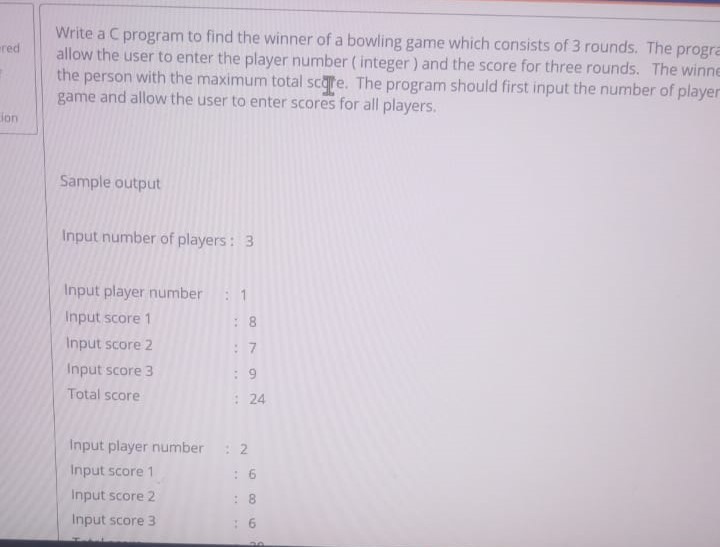 red
ion
Write a C program to find the winner of a bowling game which consists of 3 rounds. The progra
allow the user to enter the player number ( integer ) and the score for three rounds. The winne
the person with the maximum total score. The program should first input the number of player
game and allow the user to enter scores for all players.
Sample output
Input number of players : 3
Input player number : 1
Input score 1 : 8
Input score 2 : 7
Input score 3 : 9
Total score : 24
Input player number : 2
Input score 1 : 6
Input score 2 : 8
Input score 3 : 6